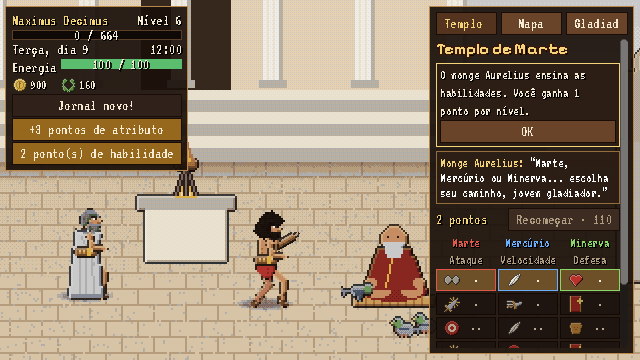 Maximus Decimus Nível 6
0 / 664
Terça, dia 9 12:00
Energia 100 / 100
900 160
Jornal novo!
+3 pontos de atributo
2 ponto(s) de habilidade
Templo Mapa Gladiad
Templo de Marte
O monge Aurelius ensina as
habilidades. Você ganha 1
ponto por nível.
OK
Monge Aurelius: "Marte,
Mercúrio ou Minerva... escolha
seu caminho, jovem gladiador."
2 pontos Recomeçar · 110
Marte Mercúrio Minerva
Ataque Velocidade Defesa